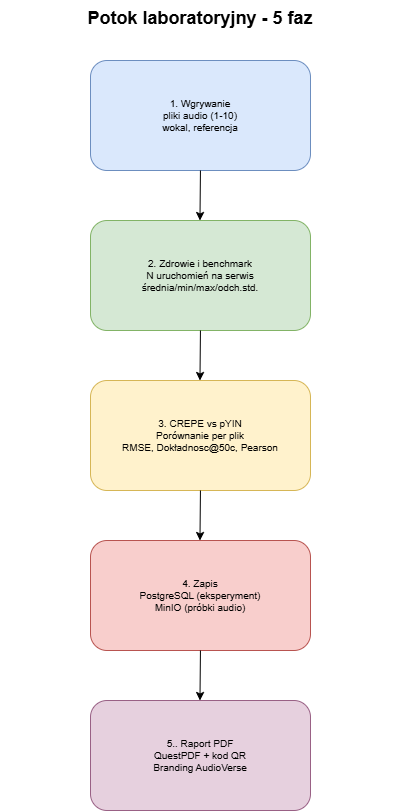 Potok laboratoryjny - 5 faz
1. Wgrywanie
pliki audio (1-10)
wokal, referencja
2. Zdrowie i benchmark
N uruchomień na serwis
średnia/min/max/odch.std.
3. CREPE vs pYIN
Porównanie per plik
RMSE, Dokładnosc@50c, Pearson
4. Zapis
PostgreSQL (eksperyment)
MinIO (próbki audio)
5.. Raport PDF
QuestPDF + kod QR
Branding AudioVerse